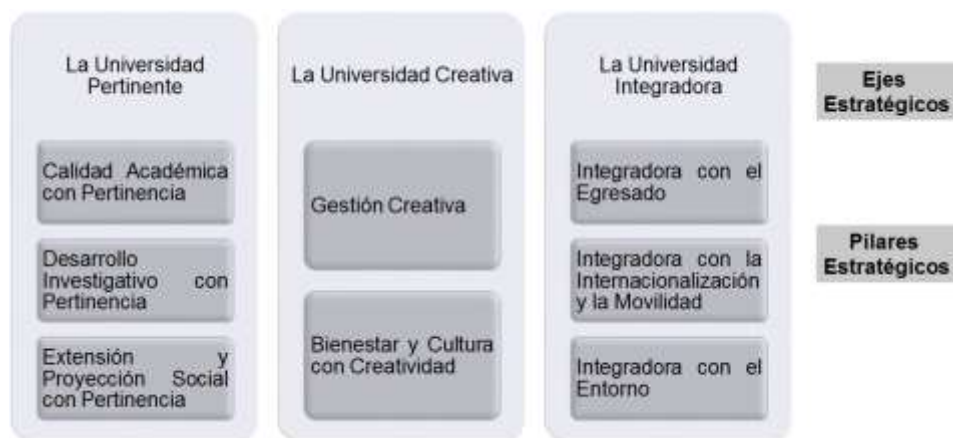 La Universidad
Pertinente
Calidad Académica
con Pertinencia
Desarrollo
Investigativo con
Pertinencia
Extensión y
Proyección Social
con Pertinencia
La Universidad Creativa
Gestión Creativa
Bienestar y Cultura
con Creatividad
La Universidad
Integradora
Integradora con el
Egresado
Integradora con la
Internacionalización
y la Movilidad
Integradora con el
Entorno
Ejes
Estratégicos
Pilares
Estratégicos